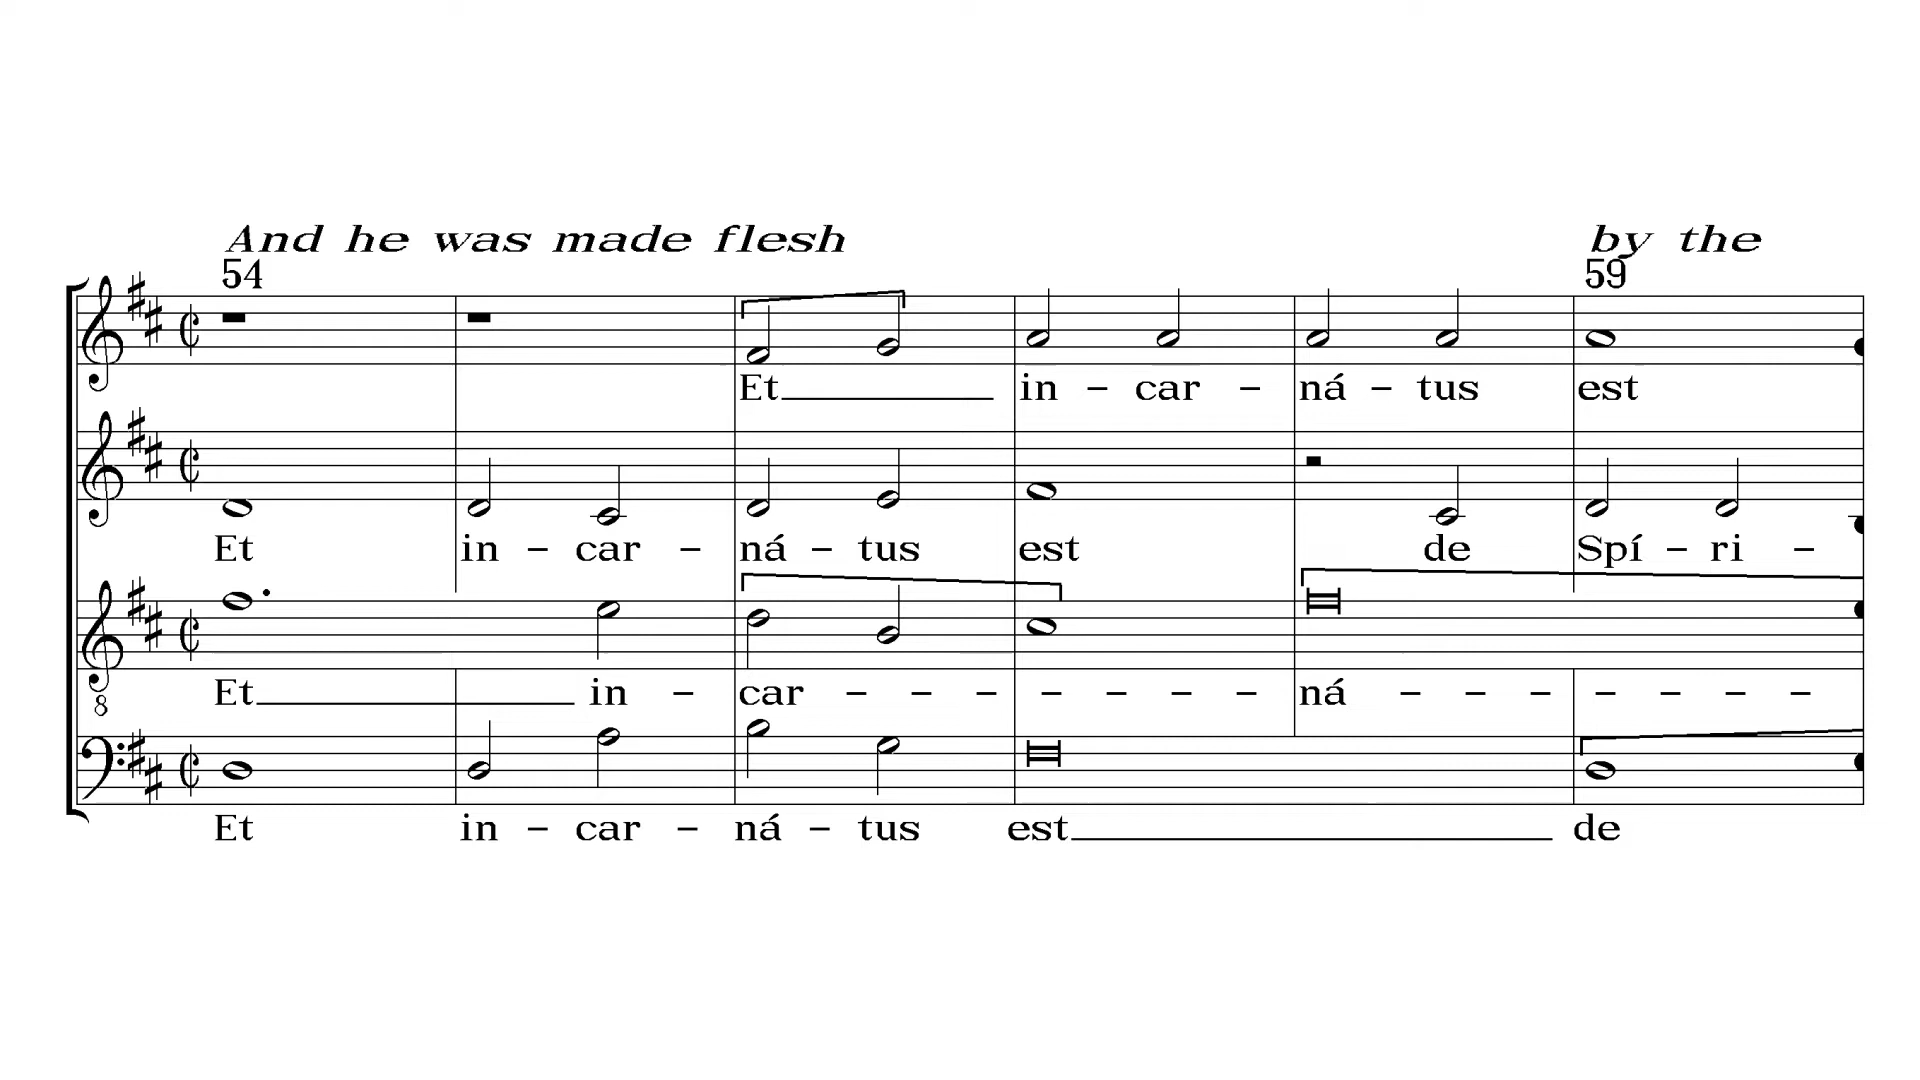 And he was made flesh by the
54 59
Et in - car - ná - tus est
Et in - car - ná - tus est de Spí - ri -
Et in - car - - - - - - - ná - - - - - - -
8
Et in - car - ná - tus est de